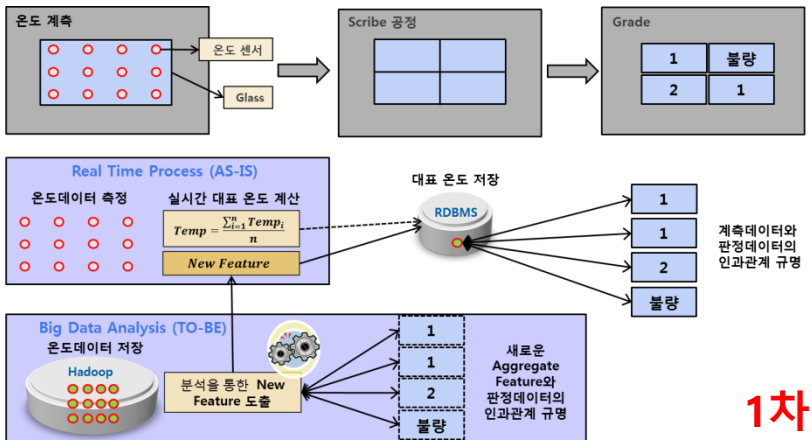 온도 계측
온도 센서
Glass
Scribe 공정
Grade
1
불량
2
1
Real Time Process (AS-IS)
온도데이터 측정
실시간 대표 온도 계산
Temp = \frac{\sum_{i=1}^{n} Temp_i}{n}
New Feature
대표 온도 저장
RDBMS
1
1
2
불량
계측데이터와
판정데이터의
인과관계 규명
Big Data Analysis (TO-BE)
온도데이터 저장
Hadoop
분석을 통한 New
Feature 도출
1
1
2
불량
새로운
Aggregate
Feature와
판정데이터의
인과관계 규명
1차